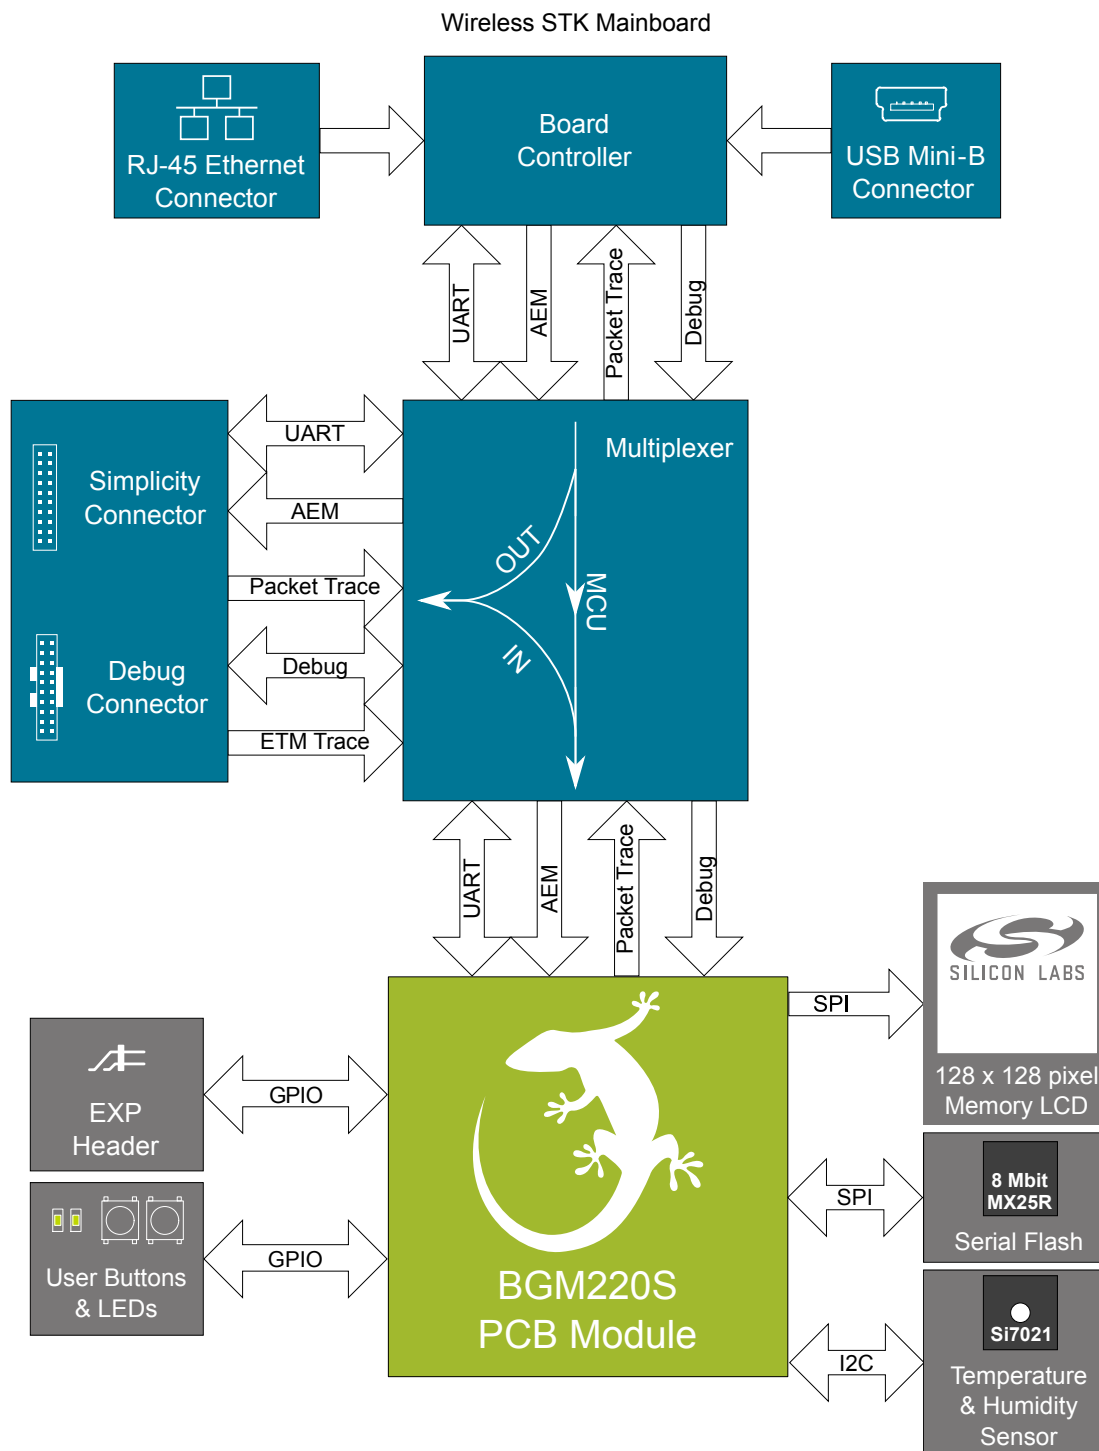 Wireless STK Mainboard
RJ-45 Ethernet
Connector
Board
Controller
USB Mini-B
Connector
UART
AEM
Packet Trace
Debug
Simplicity
Connector
Debug
Connector
UART
AEM
Packet Trace
Debug
ETM Trace
Multiplexer
OUT
MCU
IN
UART
AEM
Packet Trace
Debug
EXP
Header
GPIO
User Buttons
& LEDs
GPIO
BGM220S
PCB Module
SPI
SILICON LABS
128 x 128 pixel
Memory LCD
SPI
8 Mbit
MX25R
Serial Flash
I2C
Si7021
Temperature
& Humidity
Sensor